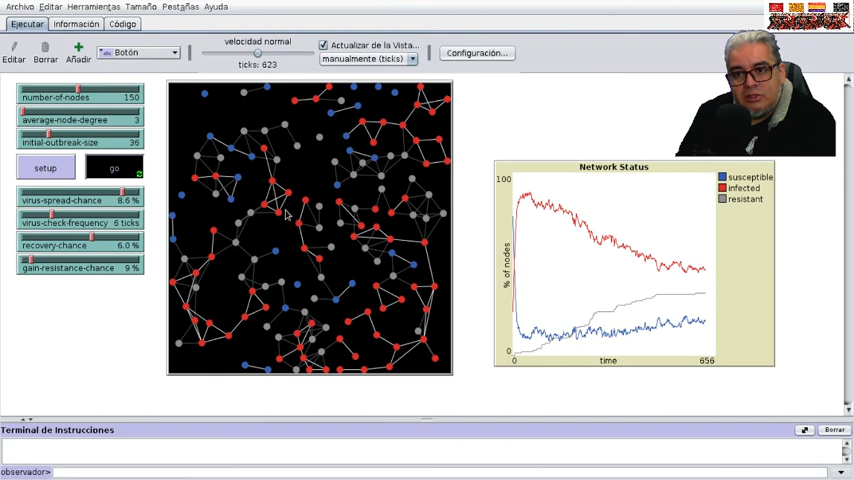 Archivo Editar Herramientas Tamaño Pestañas Ayuda
Ejecutar Información Código
Editar Borrar Añadir
Botón
velocidad normal
ticks: 623
Actualizar de la Vista...
manualmente (ticks)
Configuración...
number-of-nodes 150
average-node-degree 3
initial-outbreak-size 36
setup
go
virus-spread-chance 8.6 %
virus-check-frequency 6 ticks
recovery-chance 6.0 %
gain-resistance-chance 9 %
Network Status
100
% of nodes
0
0 time 656
susceptible
infected
resistant
Terminal de Instrucciones
Borrar
observador>